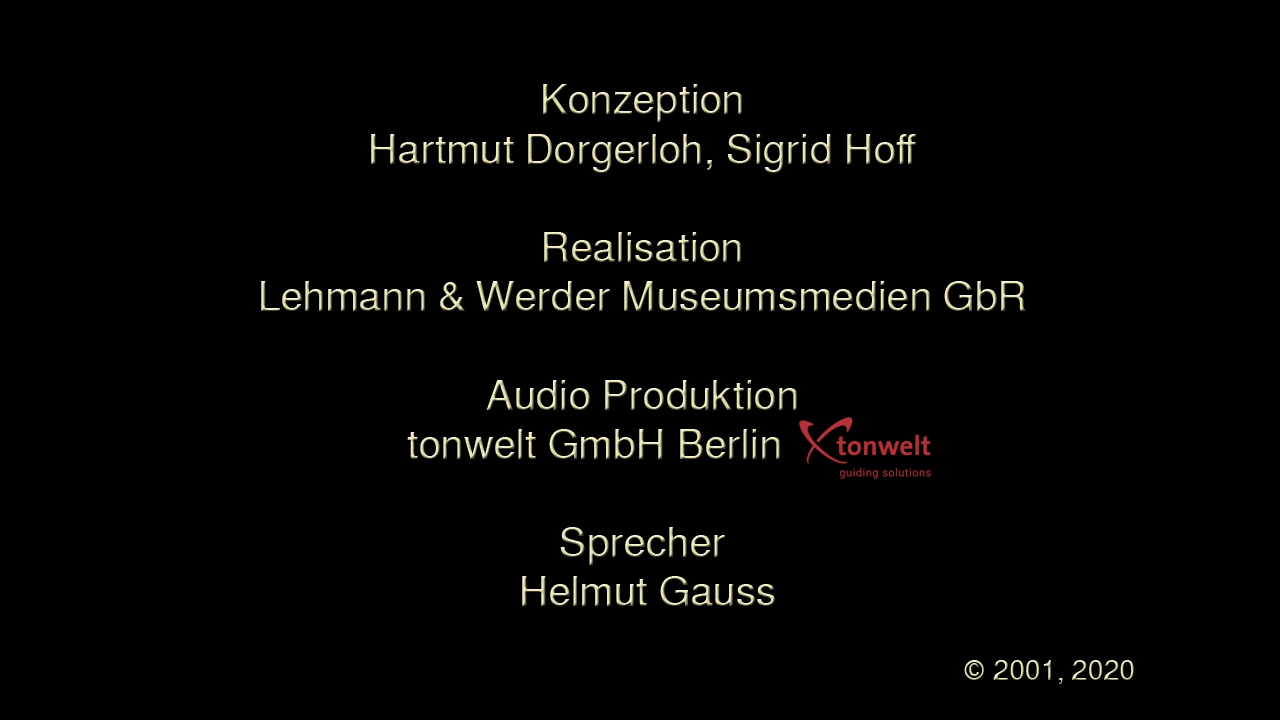 Konzeption
Hartmut Dorgerloh, Sigrid Hoff
Realisation
Lehmann & Werder Museumsmedien GbR
Audio Produktion
tonwelt GmbH Berlin
tonwelt
guiding solutions
Sprecher
Helmut Gauss
© 2001, 2020